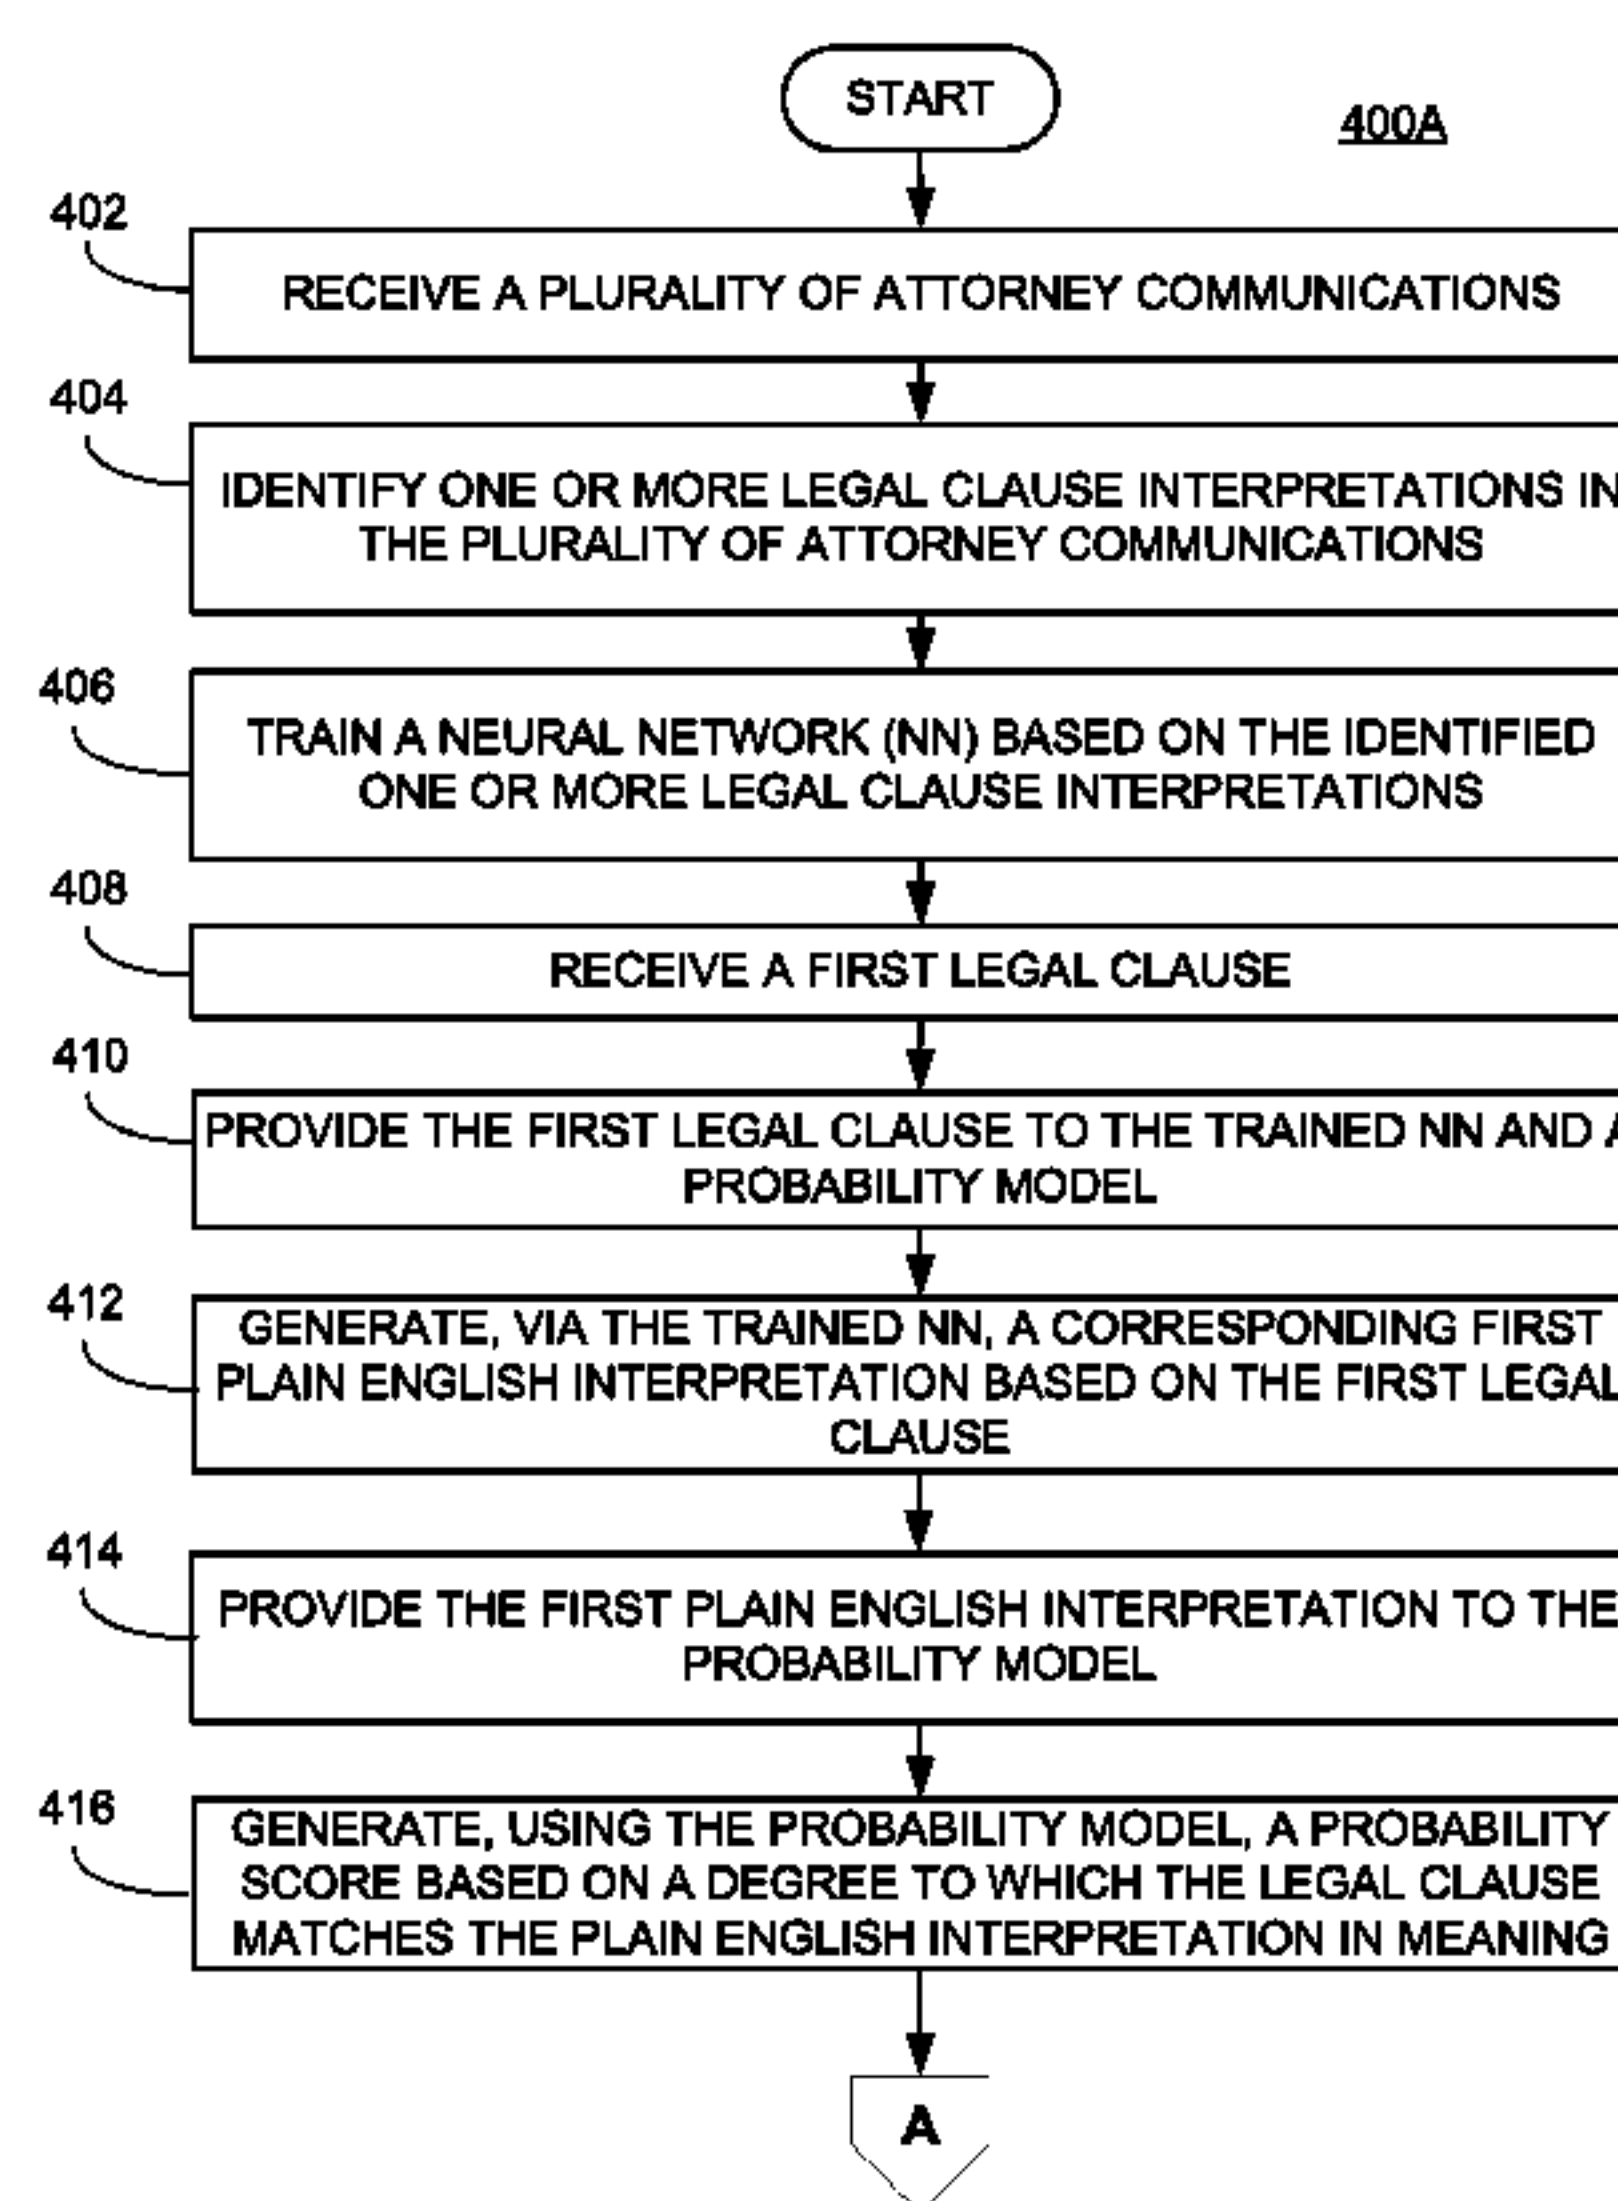 START
400A
402
RECEIVE A PLURALITY OF ATTORNEY COMMUNICATIONS
404
IDENTIFY ONE OR MORE LEGAL CLAUSE INTERPRETATIONS IN
THE PLURALITY OF ATTORNEY COMMUNICATIONS
406
TRAIN A NEURAL NETWORK (NN) BASED ON THE IDENTIFIED
ONE OR MORE LEGAL CLAUSE INTERPRETATIONS
408
RECEIVE A FIRST LEGAL CLAUSE
410
PROVIDE THE FIRST LEGAL CLAUSE TO THE TRAINED NN AND A
PROBABILITY MODEL
412
GENERATE, VIA THE TRAINED NN, A CORRESPONDING FIRST
PLAIN ENGLISH INTERPRETATION BASED ON THE FIRST LEGAL
CLAUSE
414
PROVIDE THE FIRST PLAIN ENGLISH INTERPRETATION TO THE
PROBABILITY MODEL
416
GENERATE, USING THE PROBABILITY MODEL, A PROBABILITY
SCORE BASED ON A DEGREE TO WHICH THE LEGAL CLAUSE
MATCHES THE PLAIN ENGLISH INTERPRETATION IN MEANING
A